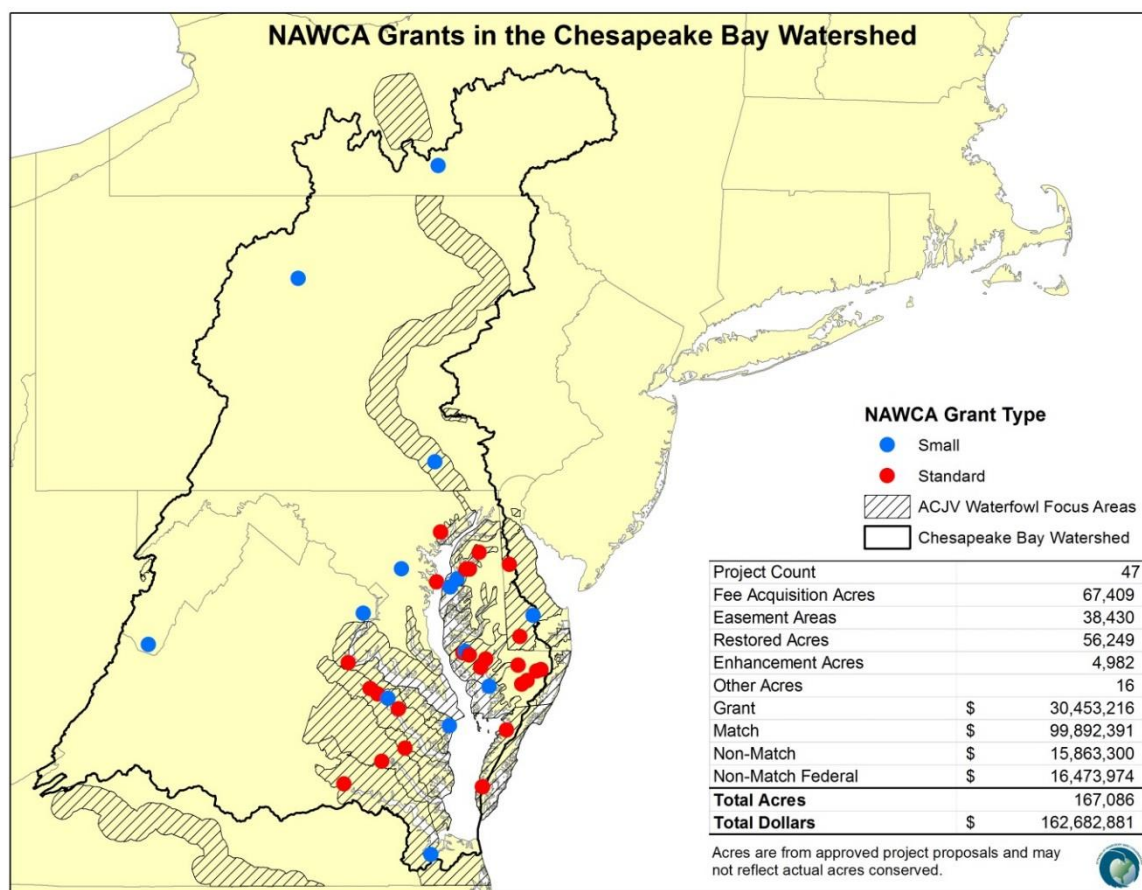 NAWCA Grants in the Chesapeake Bay Watershed
NAWCA Grant Type
Small
Standard
ACJV Waterfowl Focus Areas
Chesapeake Bay Watershed
Project Count 47
Fee Acquisition Acres 67,409
Easement Areas 38,430
Restored Acres 56,249
Enhancement Acres 4,982
Other Acres 16
Grant $ 30,453,216
Match $ 99,892,391
Non-Match $ 15,863,300
Non-Match Federal $ 16,473,974
Total Acres 167,086
Total Dollars $ 162,682,881
Acres are from approved project proposals and may
not reflect actual acres conserved.